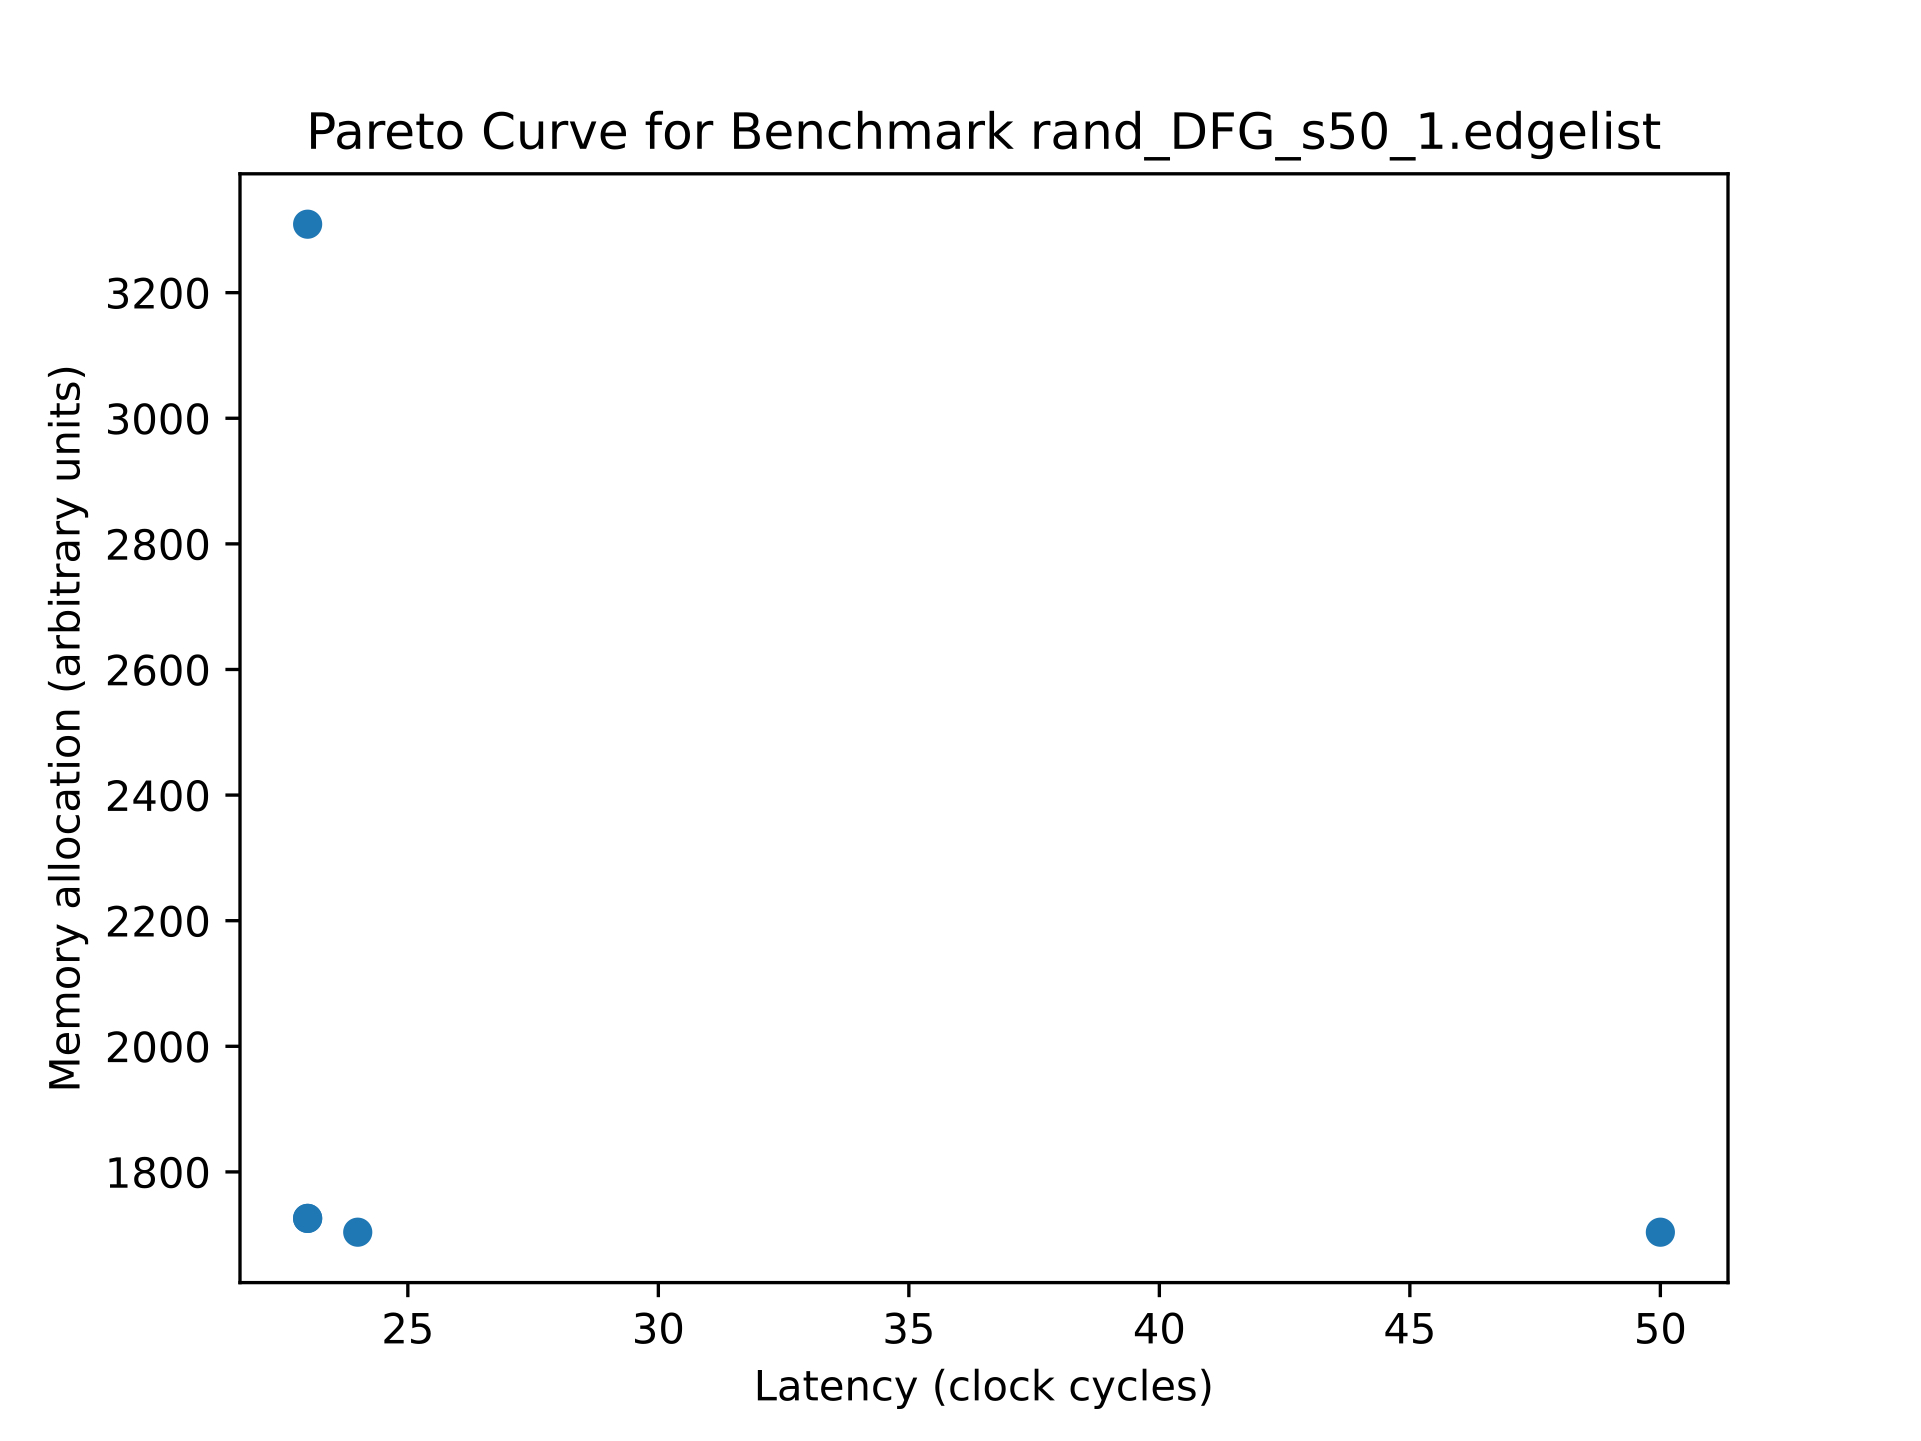 Pareto Curve for Benchmark rand_DFG_s50_1.edgelist
Memory allocation (arbitrary units)
3200
3000
2800
2600
2400
2200
2000
1800
25 30 35 40 45 50
Latency (clock cycles)